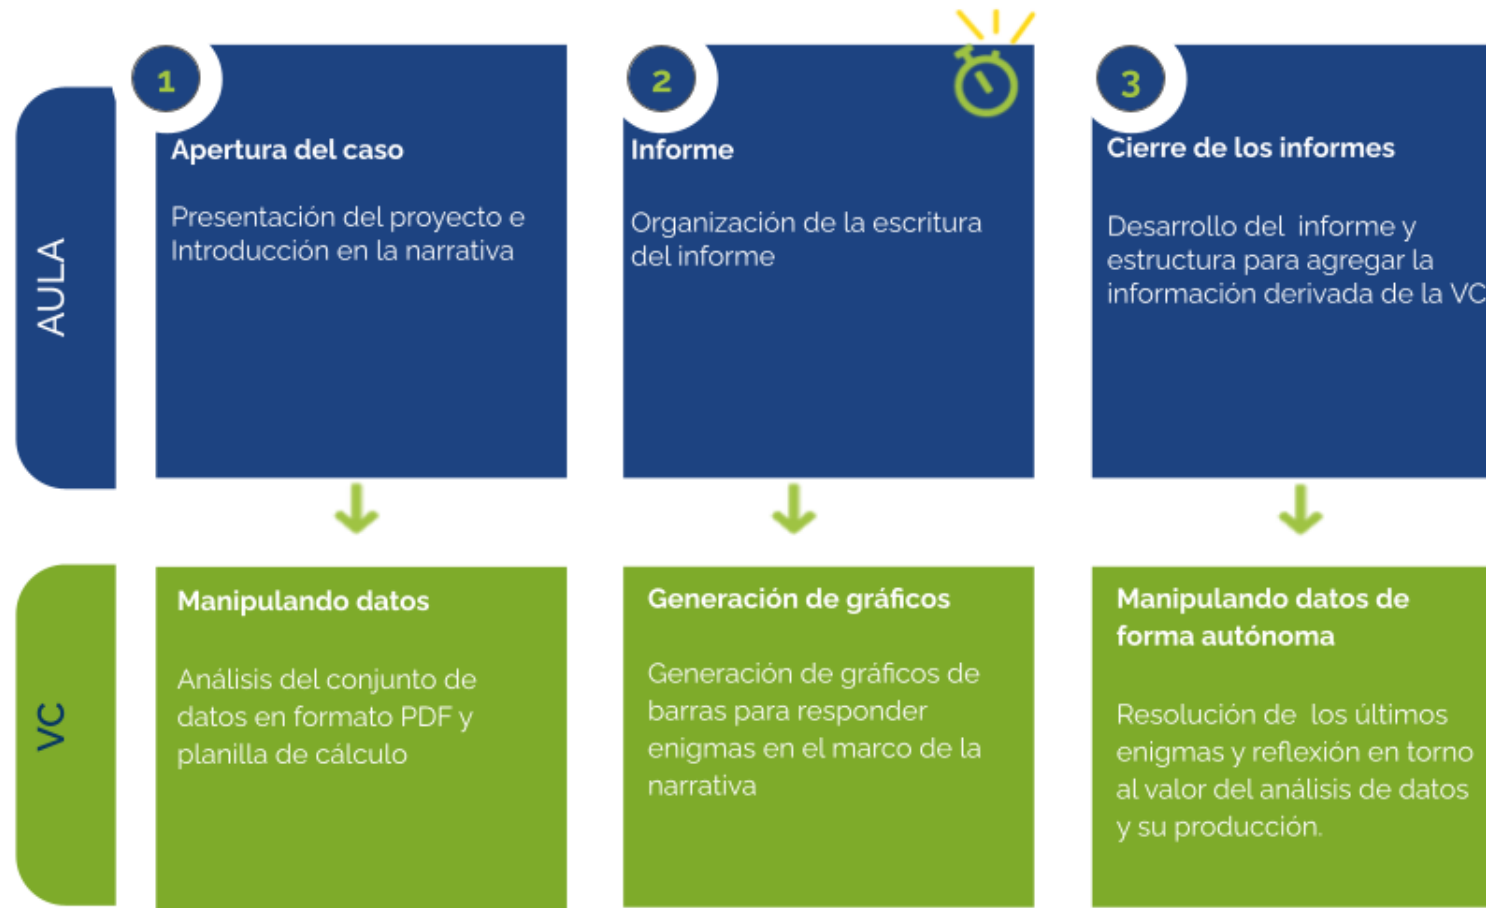 AULA
1
Apertura del caso
Presentación del proyecto e
Introducción en la narrativa
2
Informe
Organización de la escritura
del informe
3
Cierre de los informes
Desarrollo del informe y
estructura para agregar la
información derivada de la VC
VC
Manipulando datos
Análisis del conjunto de
datos en formato PDF y
planilla de cálculo
Generación de gráficos
Generación de gráficos de
barras para responder
enigmas en el marco de la
narrativa
Manipulando datos de
forma autónoma
Resolución de los últimos
enigmas y reflexión en torno
al valor del análisis de datos
y su producción.